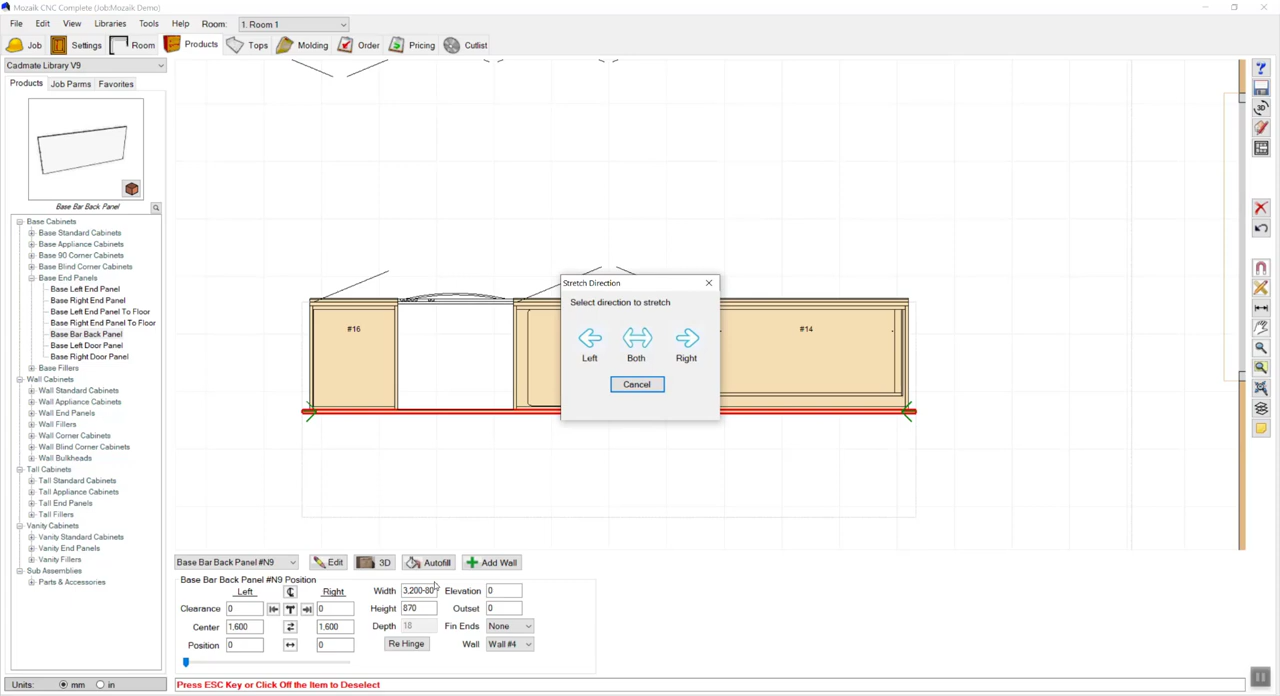 Mozaik CNC Complete (Job:Mozaik Demo)
File Edit View Libraries Tools Help Room: 1. Room 1
Job Settings Room Products Tops Molding Order Pricing Cutlist
Cadmate Library V9
Products Job Parms Favorites
Base Bar Back Panel
Base Cabinets
Base Standard Cabinets
Base Appliance Cabinets
Base 90 Corner Cabinets
Base Blind Corner Cabinets
Base End Panels
Base Left End Panel
Base Right End Panel
Base Left End Panel To Floor
Base Right End Panel To Floor
Base Bar Back Panel
Base Left Door Panel
Base Right Door Panel
Base Fillers
Wall Cabinets
Wall Standard Cabinets
Wall Appliance Cabinets
Wall End Panels
Wall Fillers
Wall Corner Cabinets
Wall Blind Corner Cabinets
Wall Bulkheads
Tall Cabinets
Tall Standard Cabinets
Tall Appliance Cabinets
Tall End Panels
Tall Fillers
Vanity Cabinets
Vanity Standard Cabinets
Vanity End Panels
Vanity Fillers
Sub Assemblies
Parts & Accessories
Units: mm in
#16
#14
Stretch Direction
Select direction to stretch
Left Both Right
Cancel
Base Bar Back Panel #N9 Edit 3D Autofill Add Wall
Base Bar Back Panel #N9 Position
Left Right Width 3,200-80 Elevation 0
Clearance 0 0 Height 870 Outset 0
Center 1,600 1,600 Depth 18 Fin Ends None
Position 0 0 Re Hinge Wall Wall #4
Press ESC Key or Click Off the Item to Deselect